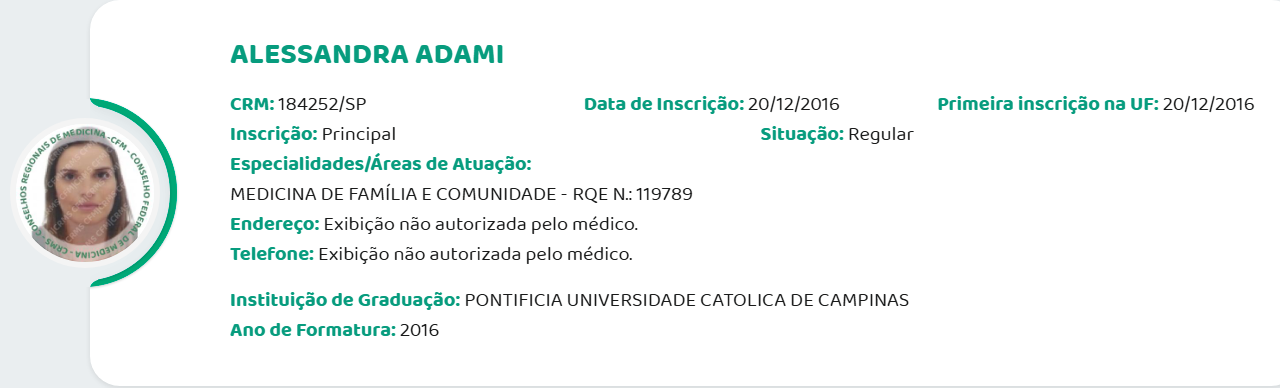 ALESSANDRA ADAMI
CRM: 184252/SP Data de Inscrição: 20/12/2016 Primeira inscrição na UF: 20/12/2016
Inscrição: Principal Situação: Regular
Especialidades/Áreas de Atuação:
MEDICINA DE FAMÍLIA E COMUNIDADE - RQE N.: 119789
Endereço: Exibição não autorizada pelo médico.
Telefone: Exibição não autorizada pelo médico.
Instituição de Graduação: PONTIFICIA UNIVERSIDADE CATOLICA DE CAMPINAS
Ano de Formatura: 2016
CRMS - CONSELHOS REGIONAIS DE MEDICINA - CFM - CONSELHO FEDERAL DE MEDICINA -